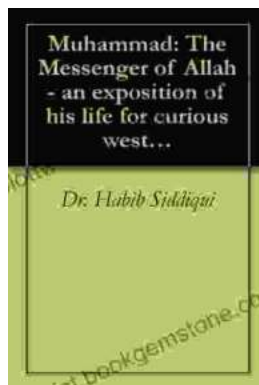 Muhammad: The
Messenger of Allah
- an exposition of
his life for curious
west...
Dr. Habib Siddiqui
bookgemstone.co